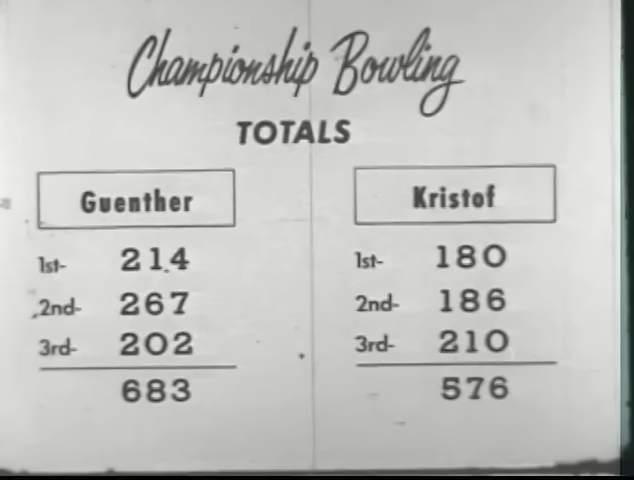 Championship Bowling
TOTALS
Guenther Kristof
1st- 214 1st- 180
2nd- 267 2nd- 186
3rd- 202 3rd- 210
683 576